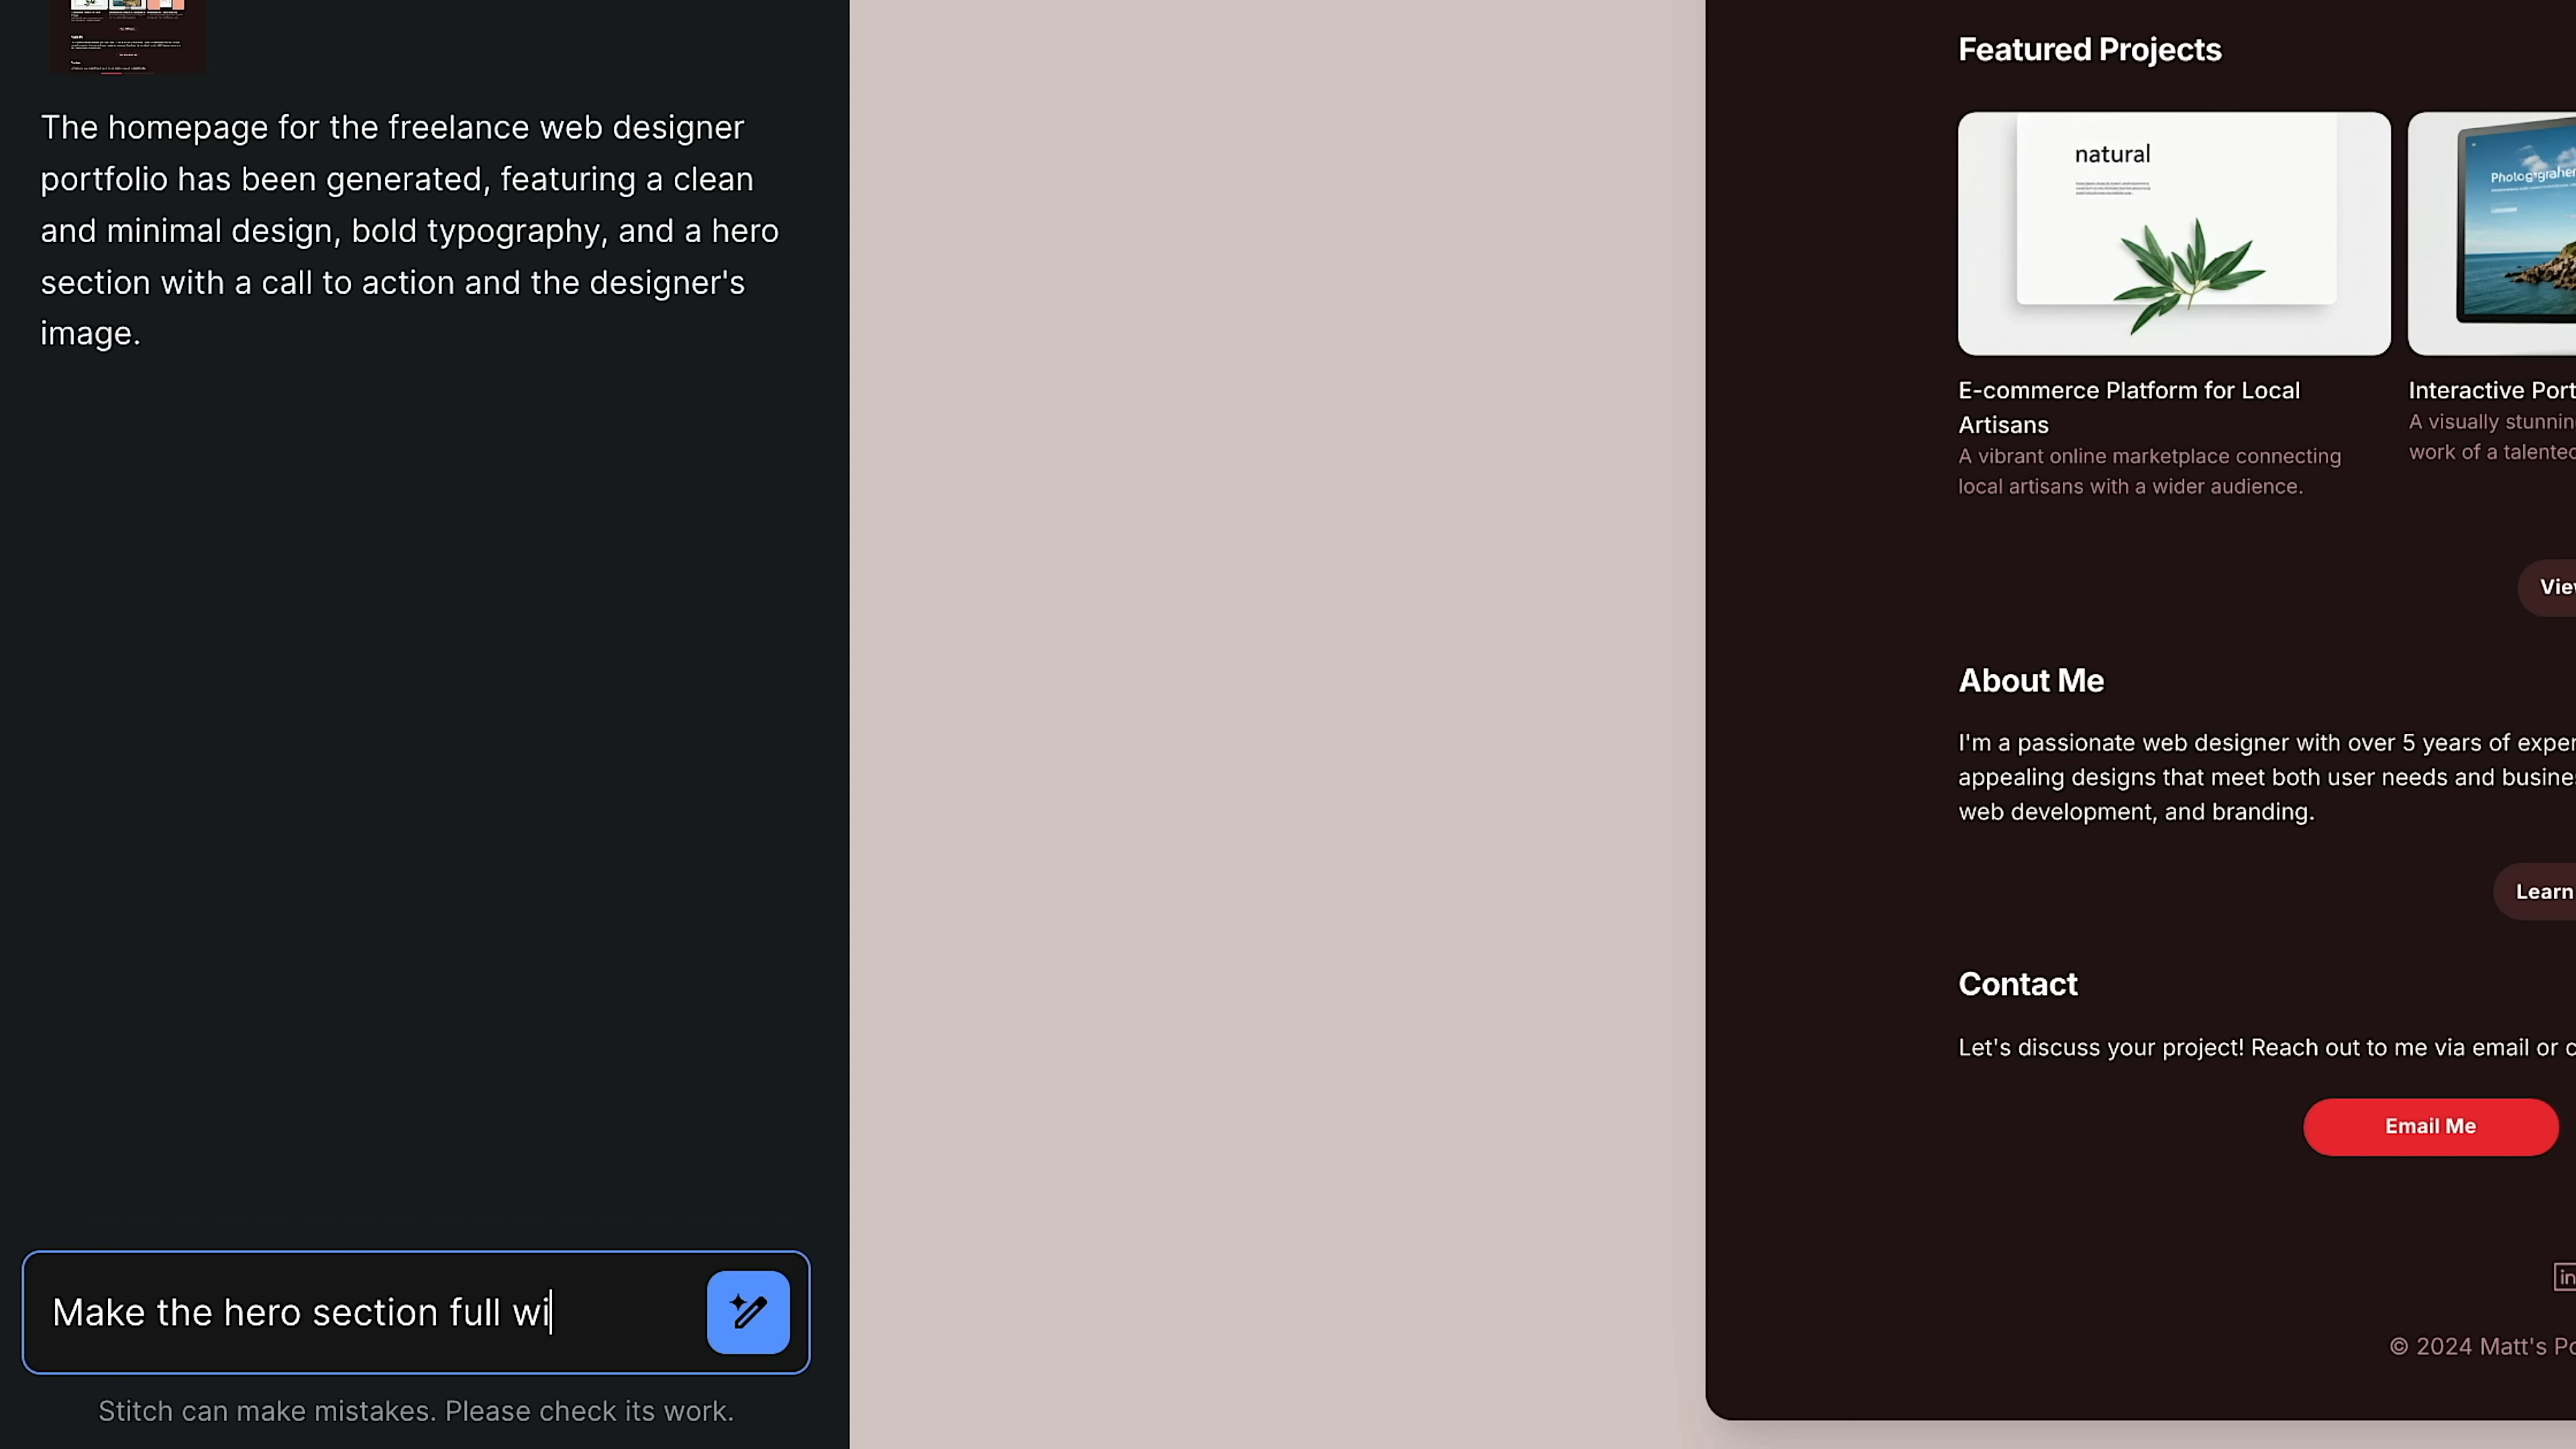 The homepage for the freelance web designer
portfolio has been generated, featuring a clean
and minimal design, bold typography, and a hero
section with a call to action and the designer's
image.
Make the hero section full wi
Stitch can make mistakes. Please check its work.
Featured Projects
natural
E-commerce Platform for Local
Artisans
A vibrant online marketplace connecting
local artisans with a wider audience.
Interactive Port
A visually stunnin
work of a talented
Vie
About Me
I'm a passionate web designer with over 5 years of exper
appealing designs that meet both user needs and busine
web development, and branding.
Learn
Contact
Let's discuss your project! Reach out to me via email or c
Email Me
in
© 2024 Matt's Po